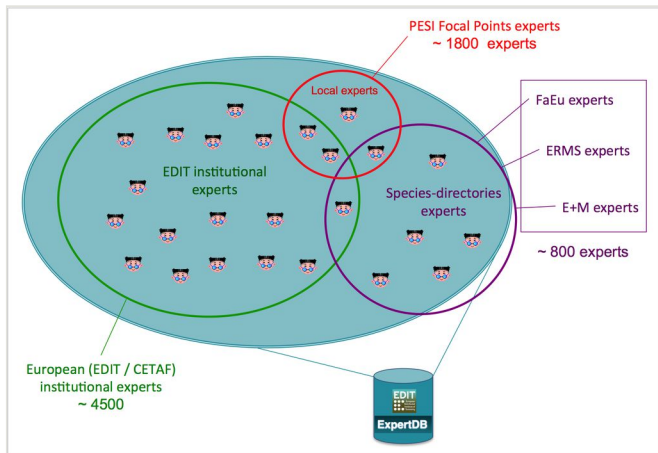 PESI Focal Points experts
~ 1800 experts
Local experts
FaEu experts
ERMS experts
E+M experts
EDIT institutional
experts
Species-directories
experts
~ 800 experts
European (EDIT / CETAF)
institutional experts
~ 4500
EDIT
ExpertDB